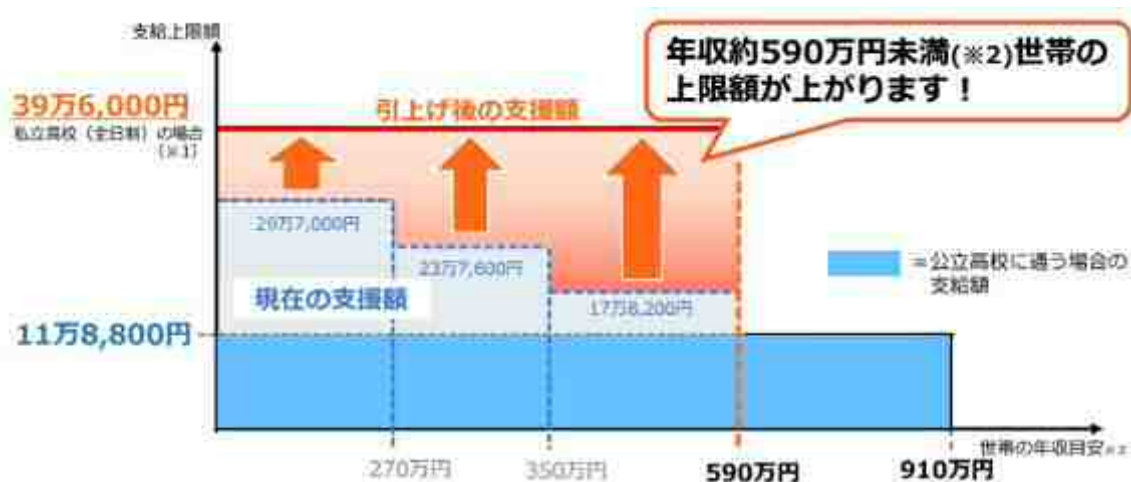 支給上限額
年収約590万円未満(※2)世帯の
上限額が上がります！
39万6,000円
私立高校（全日制）の場合
（※1）
引上げ後の支援額
29万7,000円
23万7,600円
17万8,200円
現在の支援額
＝公立高校に通う場合の
支給額
11万8,800円
世帯の年収目安
270万円
350万円
590万円
910万円